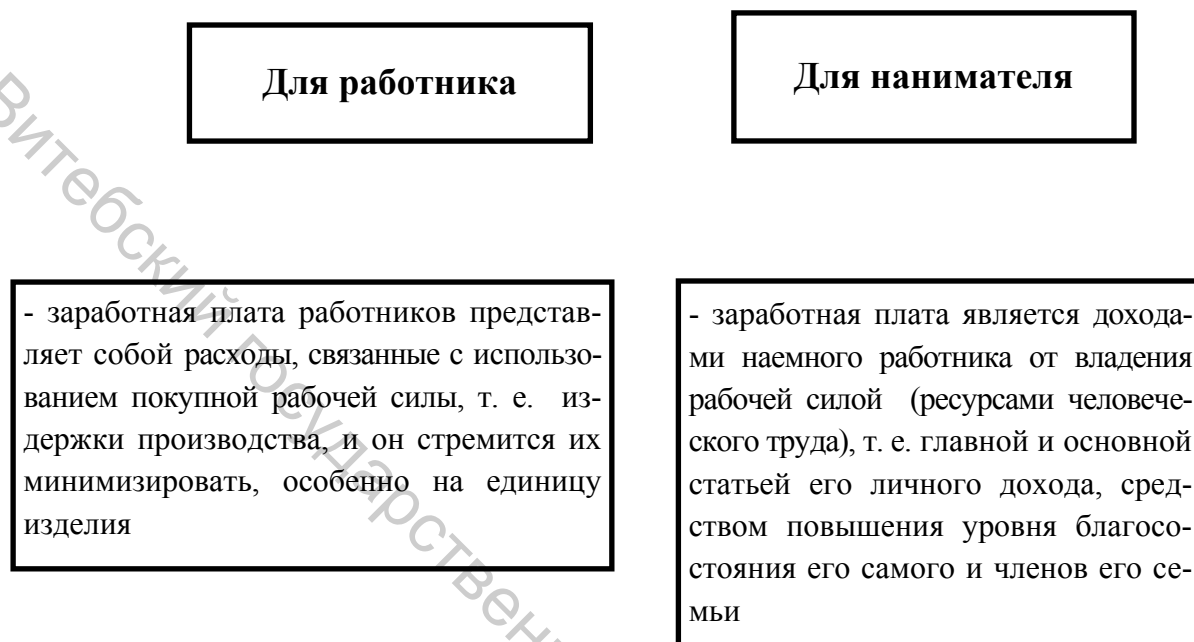 Для работника
Для нанимателя
- заработная плата работников представ-
ляет собой расходы, связанные с использо-
ванием покупной рабочей силы, т. е. из-
держки производства, и он стремится их
минимизировать, особенно на единицу
изделия
- заработная плата является дохода-
ми наемного работника от владения
рабочей силой (ресурсами человече-
ского труда), т. е. главной и основной
статьей его личного дохода, сред-
ством повышения уровня благосо-
стояния его самого и членов его се-
мьи
Витебский государствен